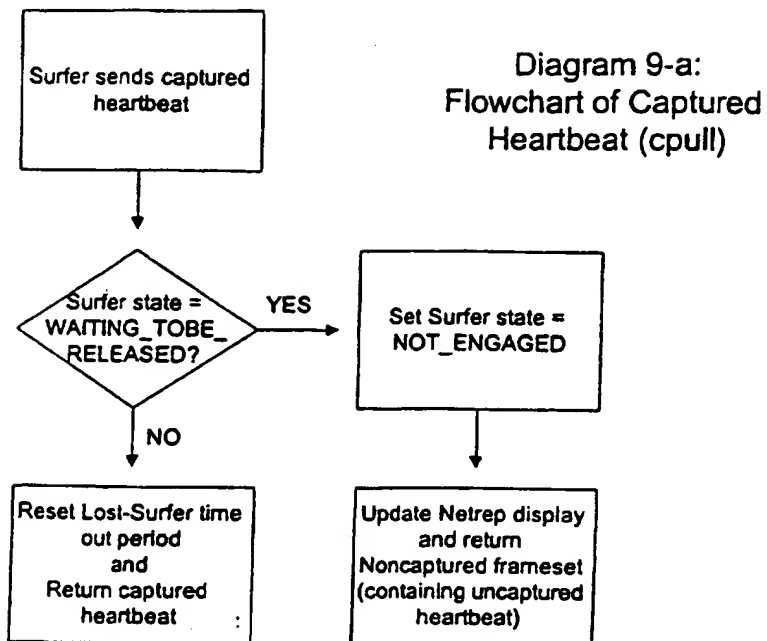 Diagram 9-a:
Flowchart of Captured
Heartbeat (cpull)
Surfer sends captured
heartbeat
Surfer state =
WAITING_TOBE_
RELEASED?
YES
Set Surfer state =
NOT_ENGAGED
NO
Reset Lost-Surfer time
out period
and
Return captured
heartbeat :
Update Netrep display
and return
Noncaptured frameset
(containing uncaptured
heartbeat)